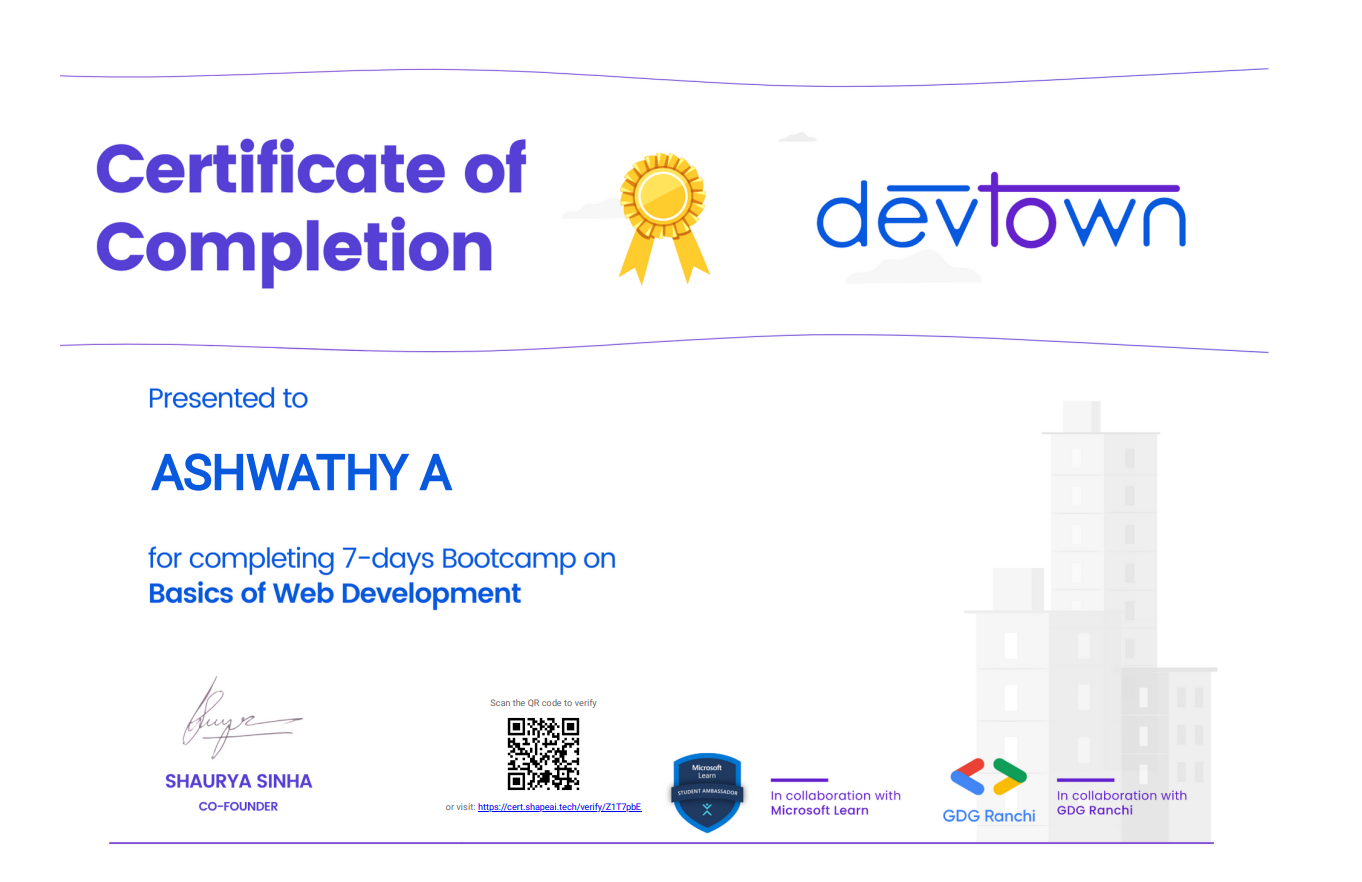 Certificate of
Completion
devtown
Presented to
ASHWATHY A
for completing 7-days Bootcamp on
Basics of Web Development
SHAURYA SINHA
CO-FOUNDER
Scan the QR code to verify
or visit: https://cert.shapeai.tech/verify/Z1T7pbE
Microsoft
Learn
STUDENT AMBASSADOR
In collaboration with
Microsoft Learn
GDG Ranchi
In collaboration with
GDG Ranchi